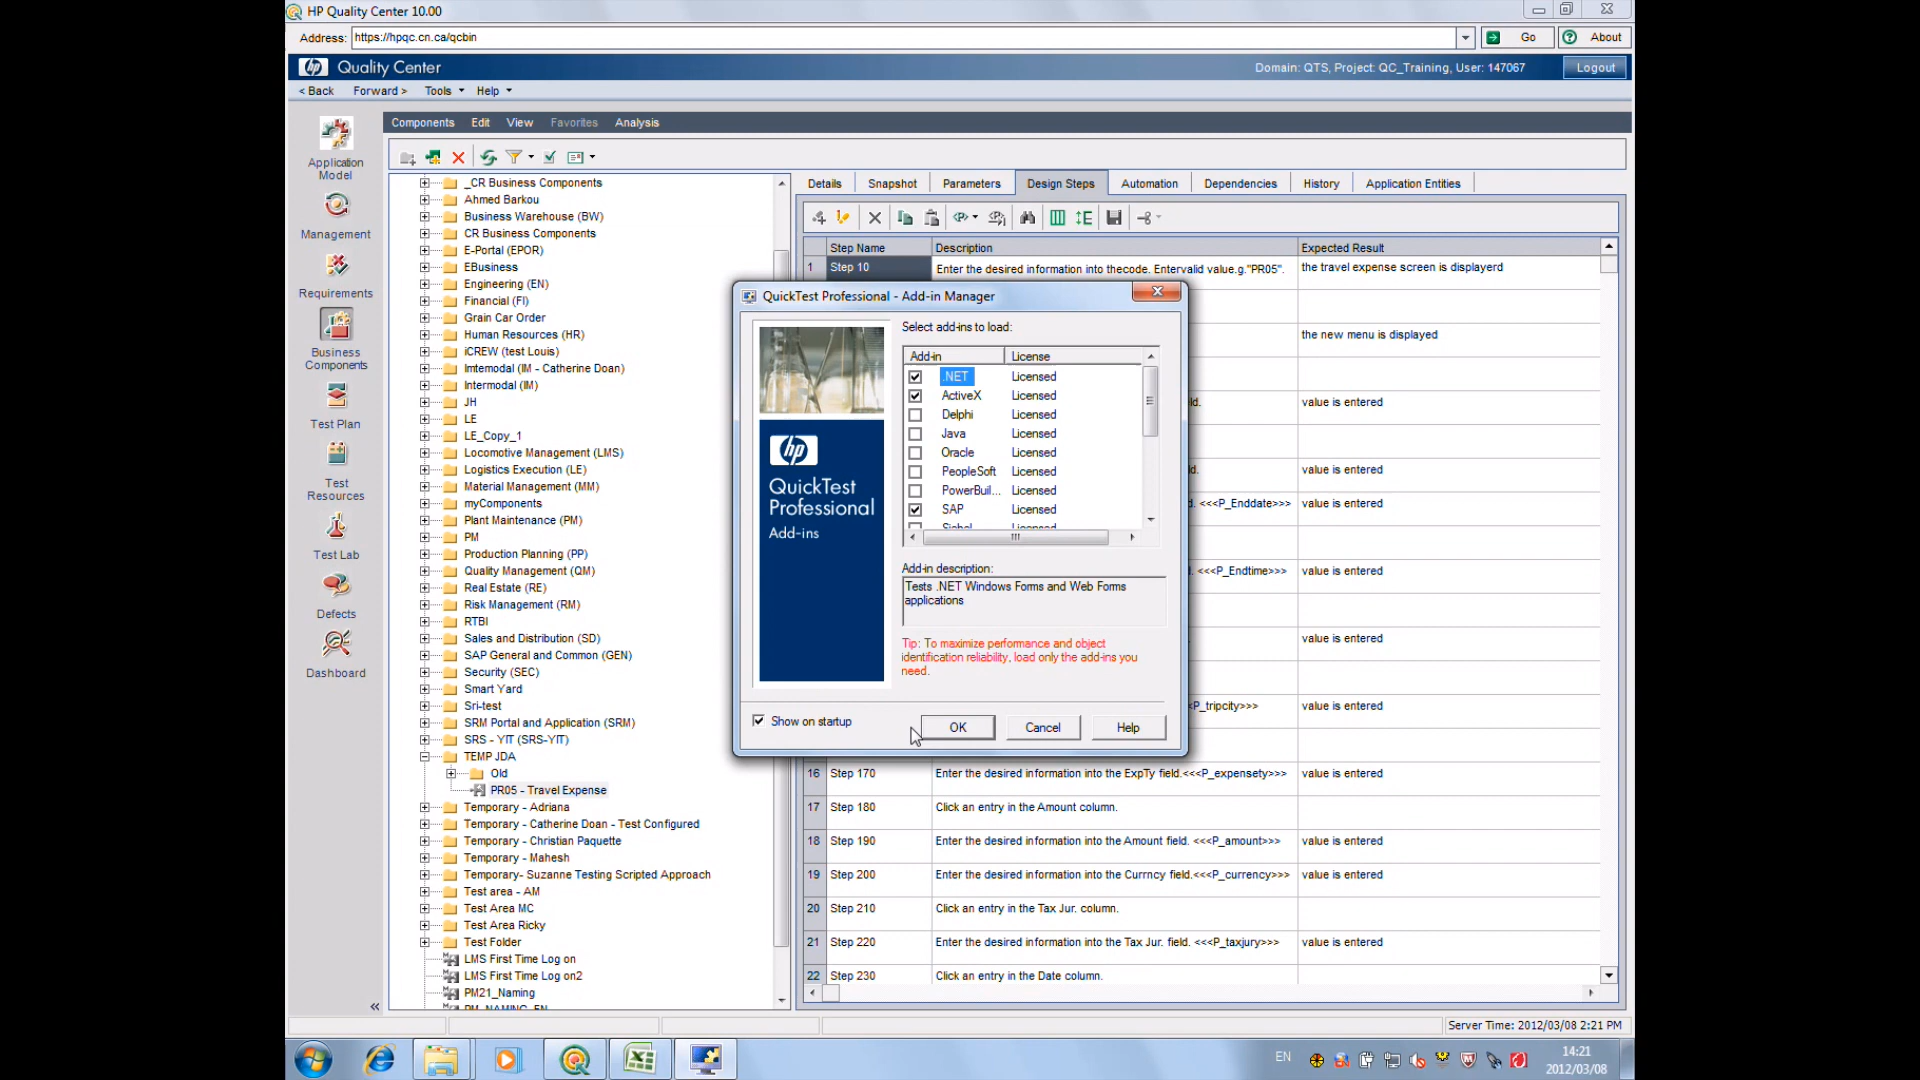 HP Quality Center 10.00
Address: https://hpqc.cn.ca/qcbin Go About
hp Quality Center Domain: QTS, Project: QC_Training, User: 147067 Logout
< Back Forward > Tools Help
Components Edit View Favorites Analysis
Application
Model
Management
Requirements
Business
Components
Test Plan
Test
Resources
Test Lab
Defects
Dashboard
_CR Business Components
Ahmed Barkou
Business Warehouse (BW)
CR Business Components
E-Portal (EPOR)
EBusiness
Engineering (EN)
Financial (FI)
Grain Car Order
Human Resources (HR)
iCREW (test Louis)
Imtemodal (IM - Catherine Doan)
Intermodal (IM)
JH
LE
LE_Copy_1
Locomotive Management (LMS)
Logistics Execution (LE)
Material Management (MM)
myComponents
Plant Maintenance (PM)
PM
Production Planning (PP)
Quality Management (QM)
Real Estate (RE)
Risk Management (RM)
RTBI
Sales and Distribution (SD)
SAP General and Common (GEN)
Security (SEC)
Smart Yard
Sri-test
SRM Portal and Application (SRM)
SRS - YIT (SRS-YIT)
TEMP JDA
Old
PR05 - Travel Expense
Temporary - Adriana
Temporary - Catherine Doan - Test Configured
Temporary - Christian Paquette
Temporary - Mahesh
Temporary- Suzanne Testing Scripted Approach
Test area - AM
Test Area MC
Test Area Ricky
Test Folder
LMS First Time Log on
LMS First Time Log on2
PM21_Naming
PM_NAMING_EN
Details Snapshot Parameters Design Steps Automation Dependencies History Application Entities
Step Name Description Expected Result
1 Step 10 Enter the desired information into thecode. Entervalid value.g."PR05". the travel expense screen is displayerd
the new menu is displayed
ld. value is entered
ld. value is entered
d. <<<P_Enddate>>> value is entered
l. <<<P_Endtime>>> value is entered
value is entered
<P_tripcity>>> value is entered
16 Step 170 Enter the desired information into the ExpTy field.<<<P_expensety>>> value is entered
17 Step 180 Click an entry in the Amount column.
18 Step 190 Enter the desired information into the Amount field. <<<P_amount>>> value is entered
19 Step 200 Enter the desired information into the Currncy field.<<<P_currency>>> value is entered
20 Step 210 Click an entry in the Tax Jur. column.
21 Step 220 Enter the desired information into the Tax Jur. field. <<<P_taxjury>>> value is entered
22 Step 230 Click an entry in the Date column.
QuickTest Professional - Add-in Manager
hp
QuickTest
Professional
Add-ins
Select add-ins to load:
Add-in License
.NET Licensed
ActiveX Licensed
Delphi Licensed
Java Licensed
Oracle Licensed
PeopleSoft Licensed
PowerBuil... Licensed
SAP Licensed
Siebel Licensed
Add-in description:
Tests .NET Windows Forms and Web Forms
applications
Tip: To maximize performance and object
identification reliability, load only the add-ins you
need.
Show on startup OK Cancel Help
Server Time: 2012/03/08 2:21 PM
EN 14:21
2012/03/08